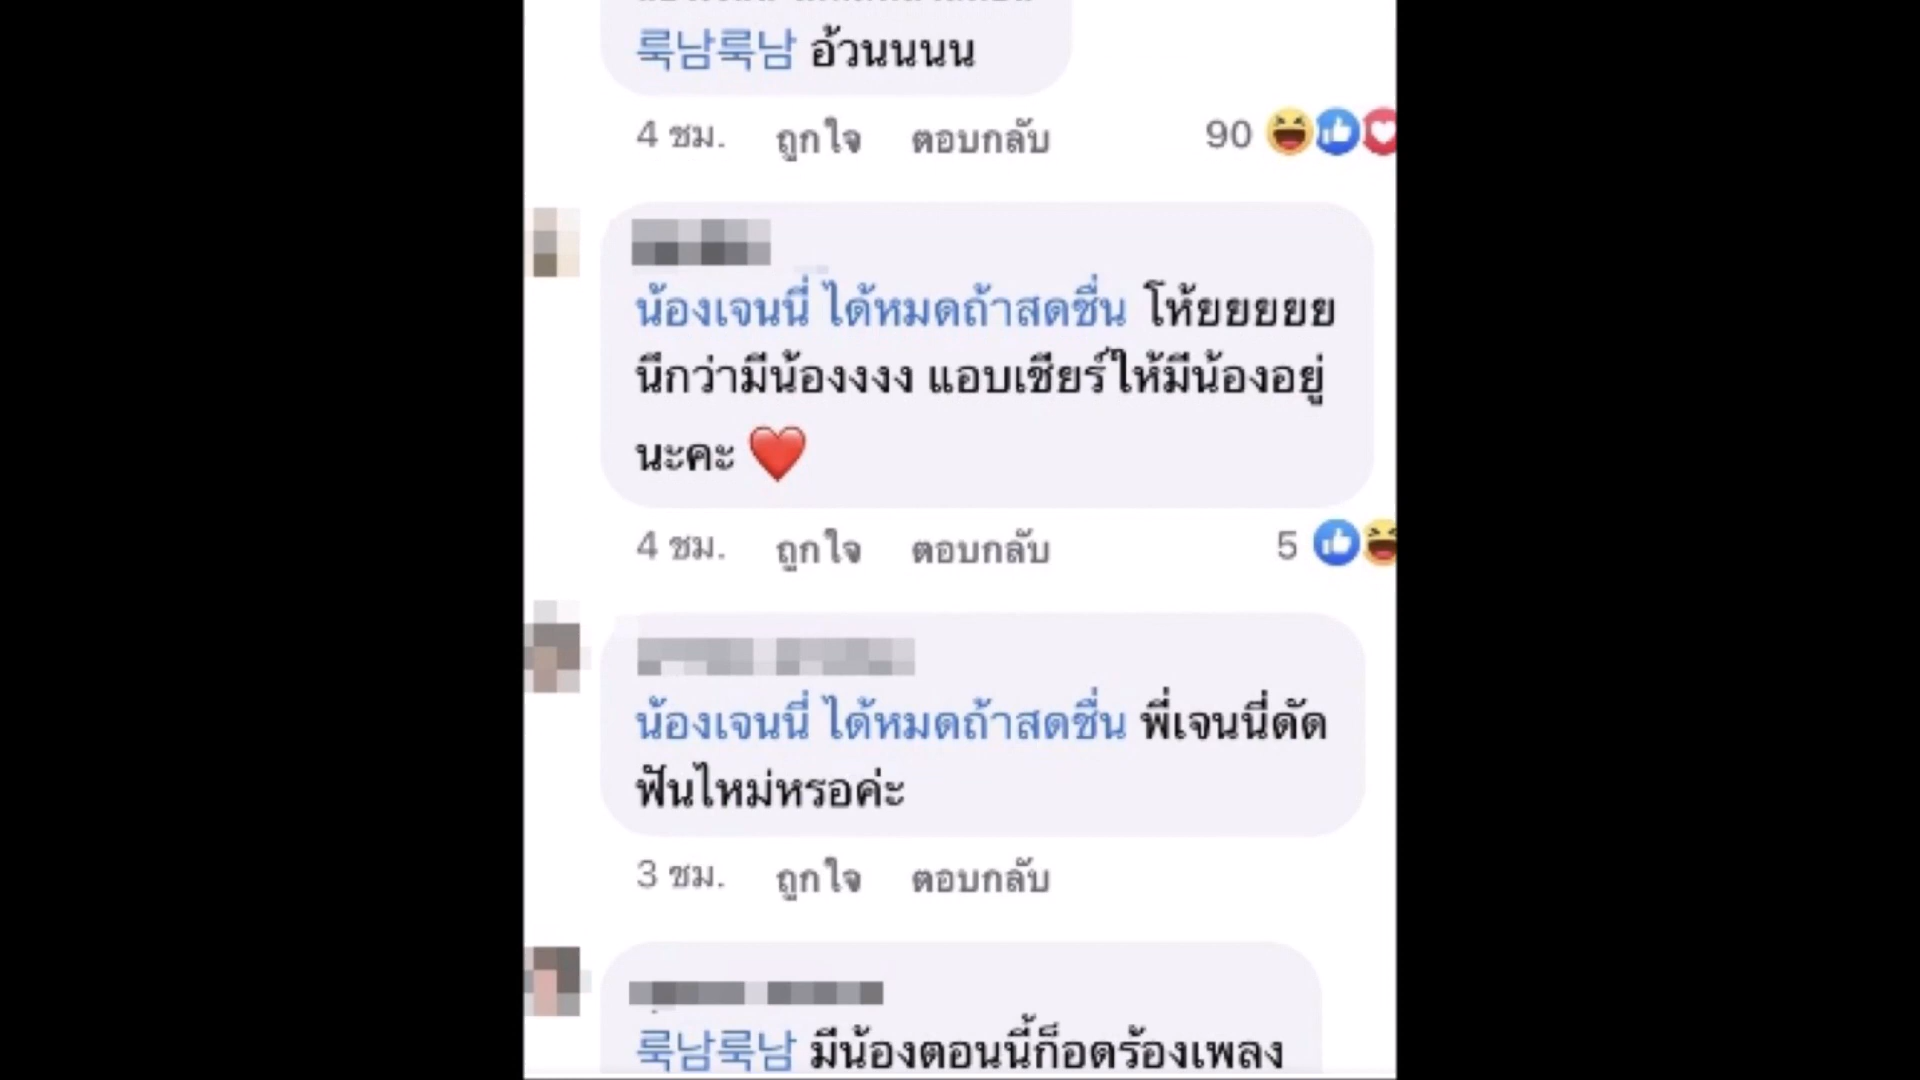 룩남룩남 อ้วนนนน
4 ชม. ถูกใจ ตอบกลับ 90
น้องเจนนี่ ได้หมดถ้าสดชื่น โห้ยยยยย
นึกว่ามีน้องงงง แอบเชียร์ให้มีน้องอยู่
นะคะ ❤️
4 ชม. ถูกใจ ตอบกลับ 5
น้องเจนนี่ ได้หมดถ้าสดชื่น พี่เจนนี่ดัด
ฟันไหม่หรอค่ะ
3 ชม. ถูกใจ ตอบกลับ
룩남룩남 มีน้องตอนนี้ก็อดร้องเพลง